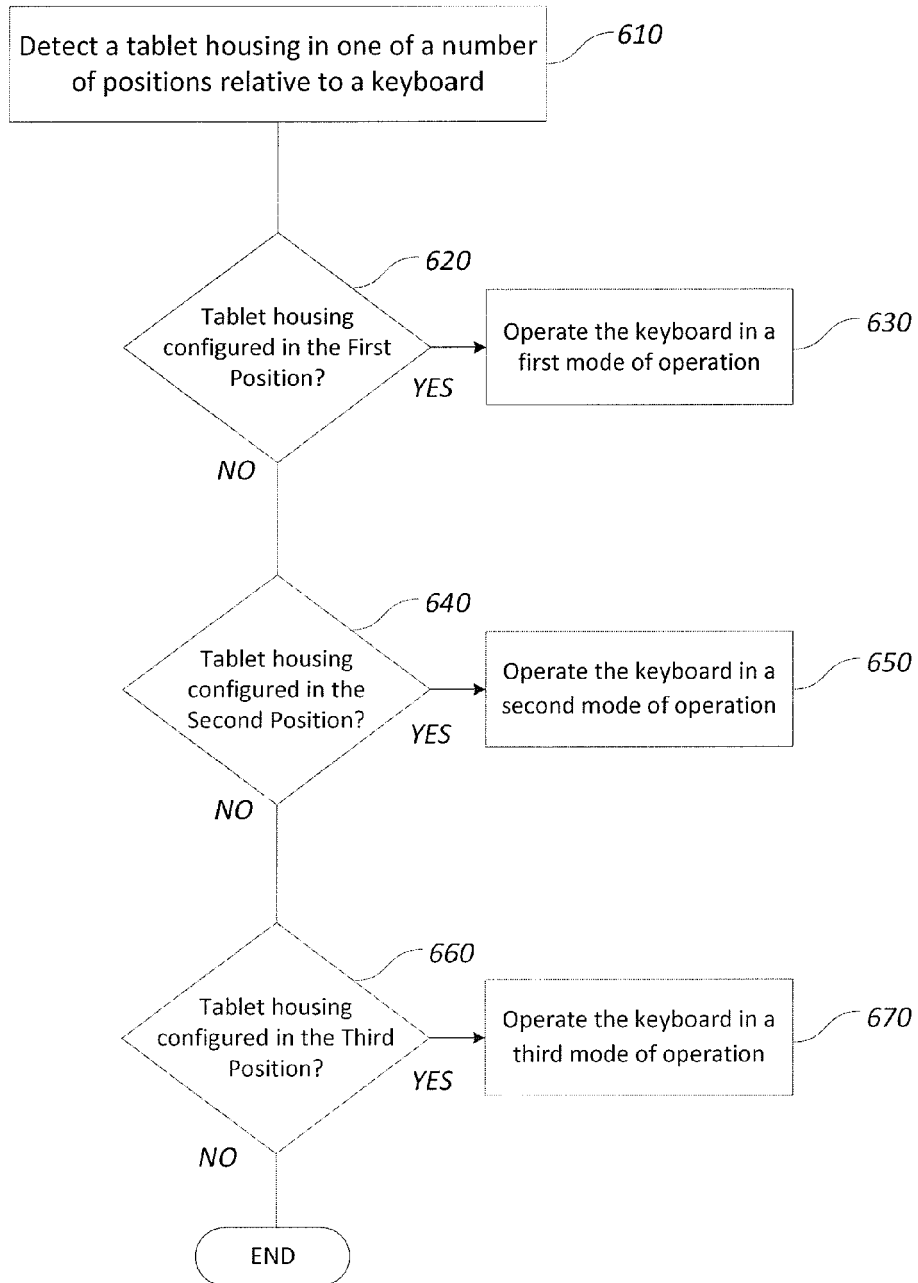 Detect a tablet housing in one of a number
of positions relative to a keyboard
610
620
Tablet housing
configured in the First
Position?
YES
NO
Operate the keyboard in a
first mode of operation
630
640
Tablet housing
configured in the
Second Position?
YES
NO
Operate the keyboard in a
second mode of operation
650
660
Tablet housing
configured in the Third
Position?
YES
NO
Operate the keyboard in a
third mode of operation
670
END